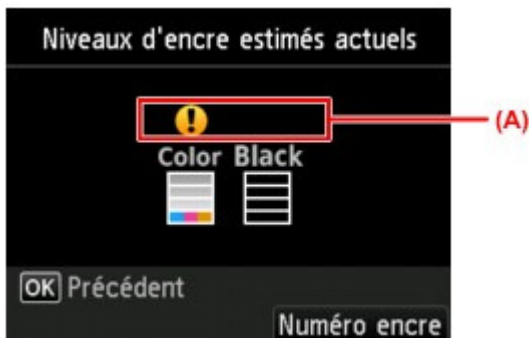 Niveaux d'encre estimés actuels
(A)
Color Black
OK Précédent
Numéro encre